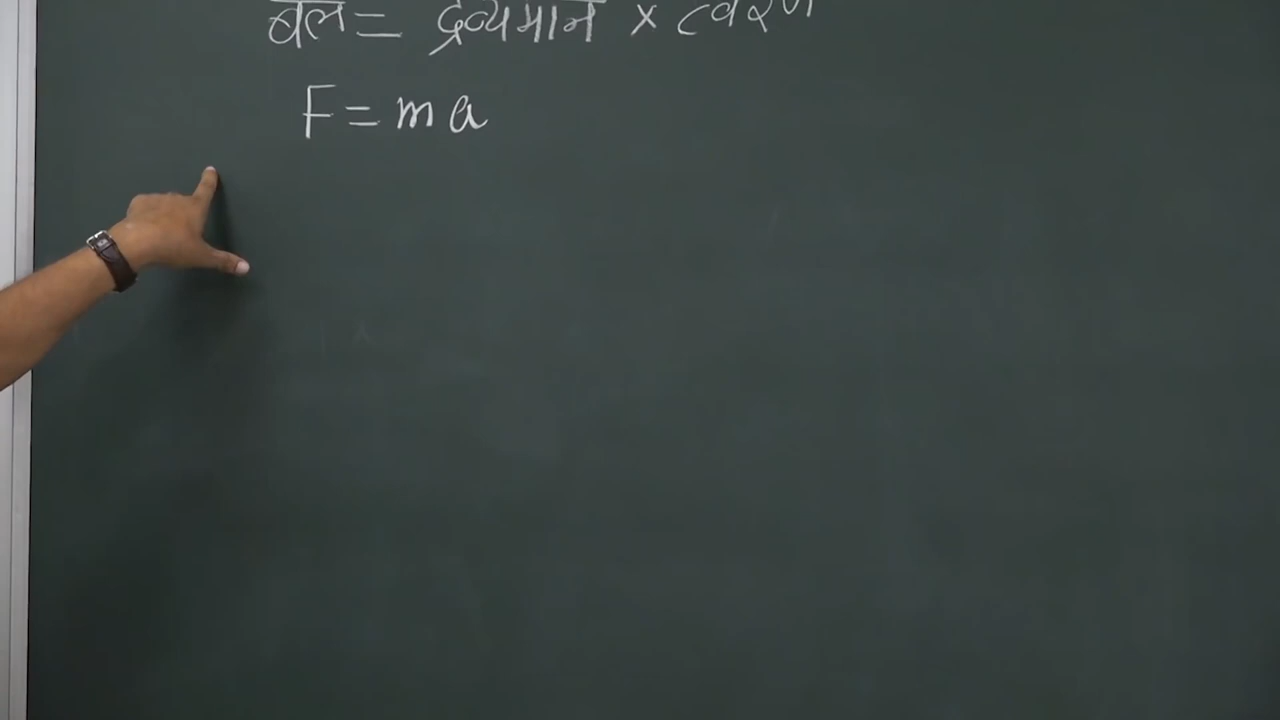 बल = द्रव्यमान × त्वरण
F = ma